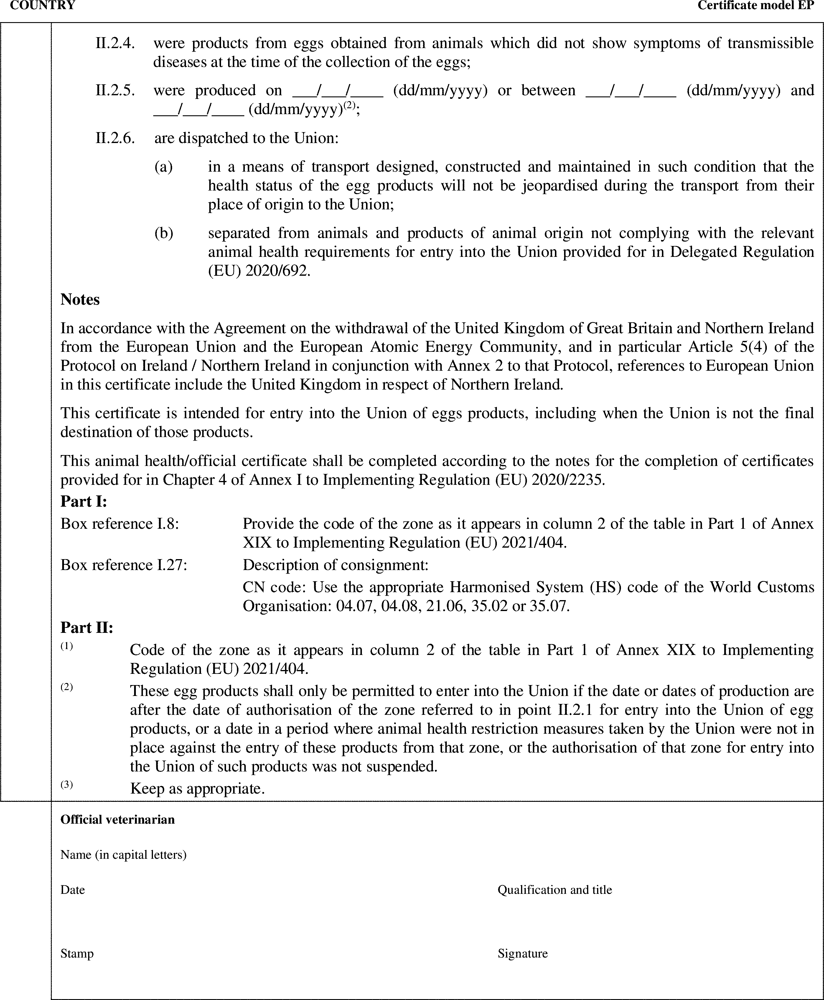 COUNTRY Certificate model EP
II.2.4. were products from eggs obtained from animals which did not show symptoms of transmissible
diseases at the time of the collection of the eggs;
II.2.5. were produced on ___/___/____ (dd/mm/yyyy) or between ___/___/____ (dd/mm/yyyy) and
___/___/____ (dd/mm/yyyy)(2);
II.2.6. are dispatched to the Union:
(a) in a means of transport designed, constructed and maintained in such condition that the
health status of the egg products will not be jeopardised during the transport from their
place of origin to the Union;
(b) separated from animals and products of animal origin not complying with the relevant
animal health requirements for entry into the Union provided for in Delegated Regulation
(EU) 2020/692.
Notes
In accordance with the Agreement on the withdrawal of the United Kingdom of Great Britain and Northern Ireland
from the European Union and the European Atomic Energy Community, and in particular Article 5(4) of the
Protocol on Ireland / Northern Ireland in conjunction with Annex 2 to that Protocol, references to European Union
in this certificate include the United Kingdom in respect of Northern Ireland.
This certificate is intended for entry into the Union of eggs products, including when the Union is not the final
destination of those products.
This animal health/official certificate shall be completed according to the notes for the completion of certificates
provided for in Chapter 4 of Annex I to Implementing Regulation (EU) 2020/2235.
Part I:
Box reference I.8: Provide the code of the zone as it appears in column 2 of the table in Part 1 of Annex
XIX to Implementing Regulation (EU) 2021/404.
Box reference I.27: Description of consignment:
CN code: Use the appropriate Harmonised System (HS) code of the World Customs
Organisation: 04.07, 04.08, 21.06, 35.02 or 35.07.
Part II:
(1) Code of the zone as it appears in column 2 of the table in Part 1 of Annex XIX to Implementing
Regulation (EU) 2021/404.
(2) These egg products shall only be permitted to enter into the Union if the date or dates of production are
after the date of authorisation of the zone referred to in point II.2.1 for entry into the Union of egg
products, or a date in a period where animal health restriction measures taken by the Union were not in
place against the entry of these products from that zone, or the authorisation of that zone for entry into
the Union of such products was not suspended.
(3) Keep as appropriate.
Official veterinarian
Name (in capital letters)
Date Qualification and title
Stamp Signature